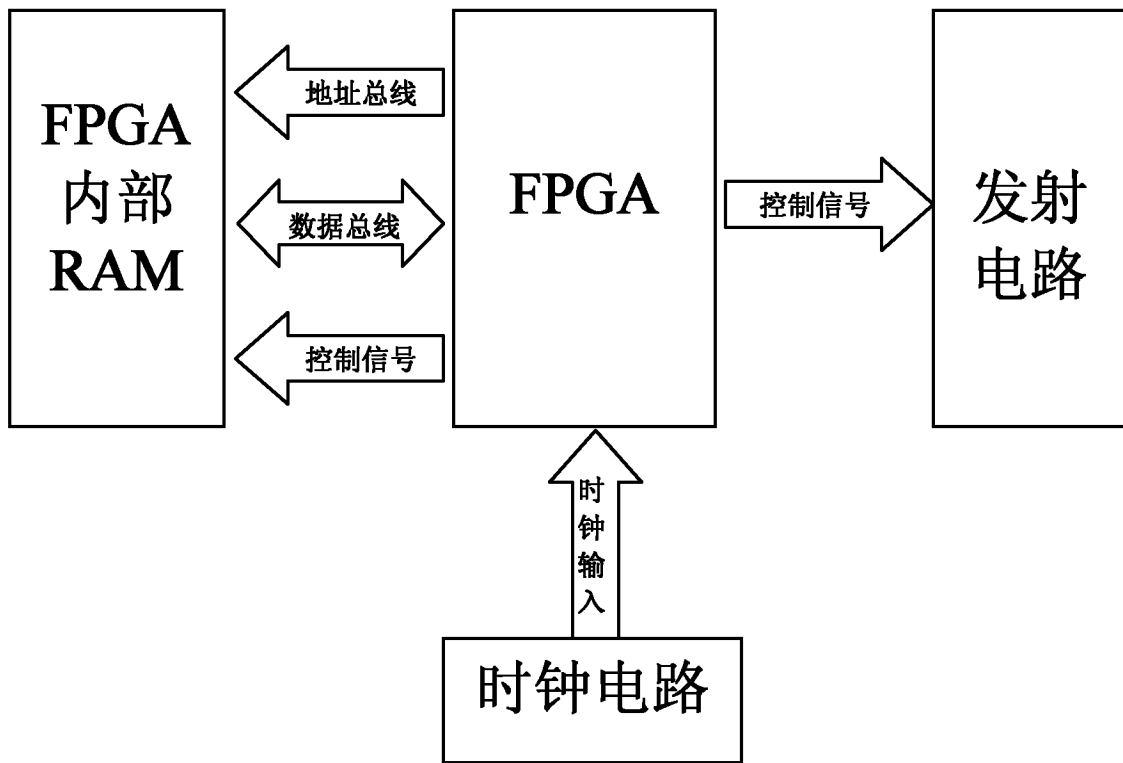 FPGA
内部
RAM
地址总线
数据总线
控制信号
FPGA
控制信号
发射
电路
时
钟
输
入
时钟电路